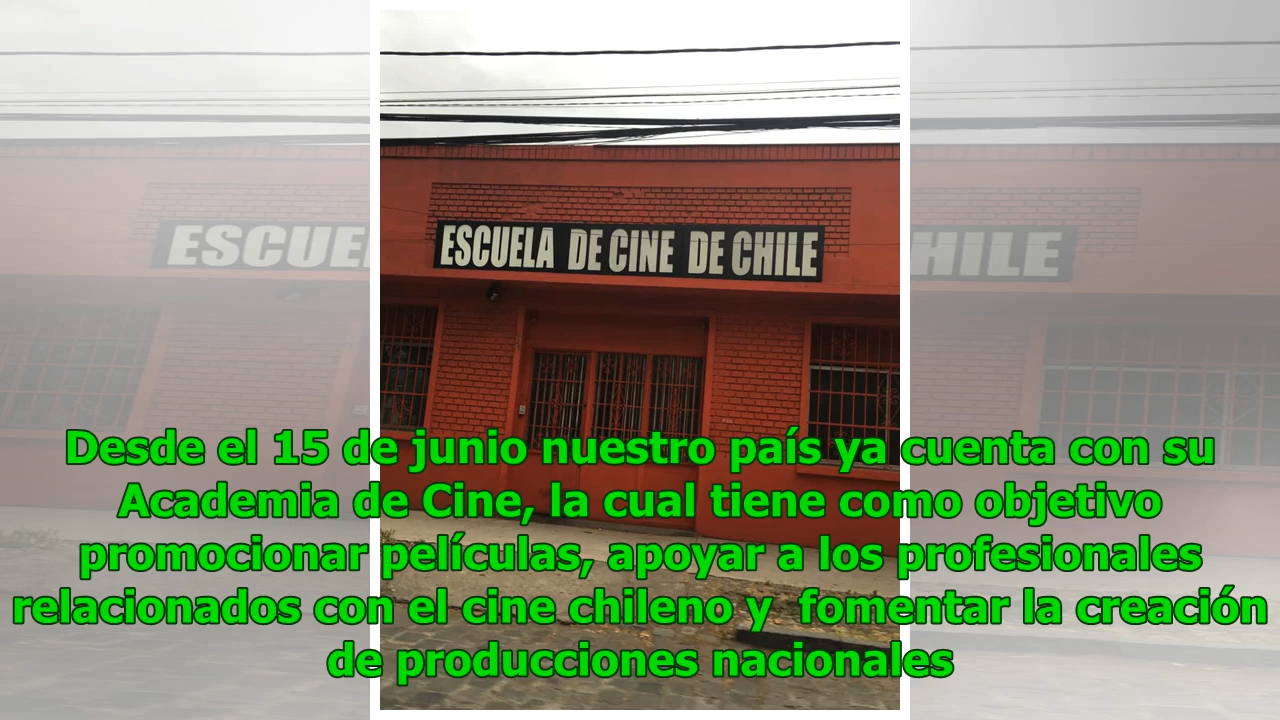 ESCUELA DE CINE DE CHILE
ESCUE
HILE
Desde el 15 de junio nuestro país ya cuenta con su
Academia de Cine, la cual tiene como objetivo
promocionar películas, apoyar a los profesionales
relacionados con el cine chileno y fomentar la creación
de producciones nacionales